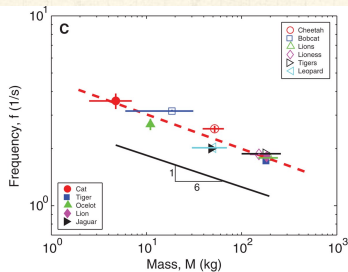 C
10¹
10⁰
Frequency, f (1/s)
Cheetah
Bobcat
Lions
Lioness
Tigers
Leopard
1
6
Cat
Tiger
Ocelot
Lion
Jaguar
10⁰ 10¹ 10² 10³
Mass, M (kg)